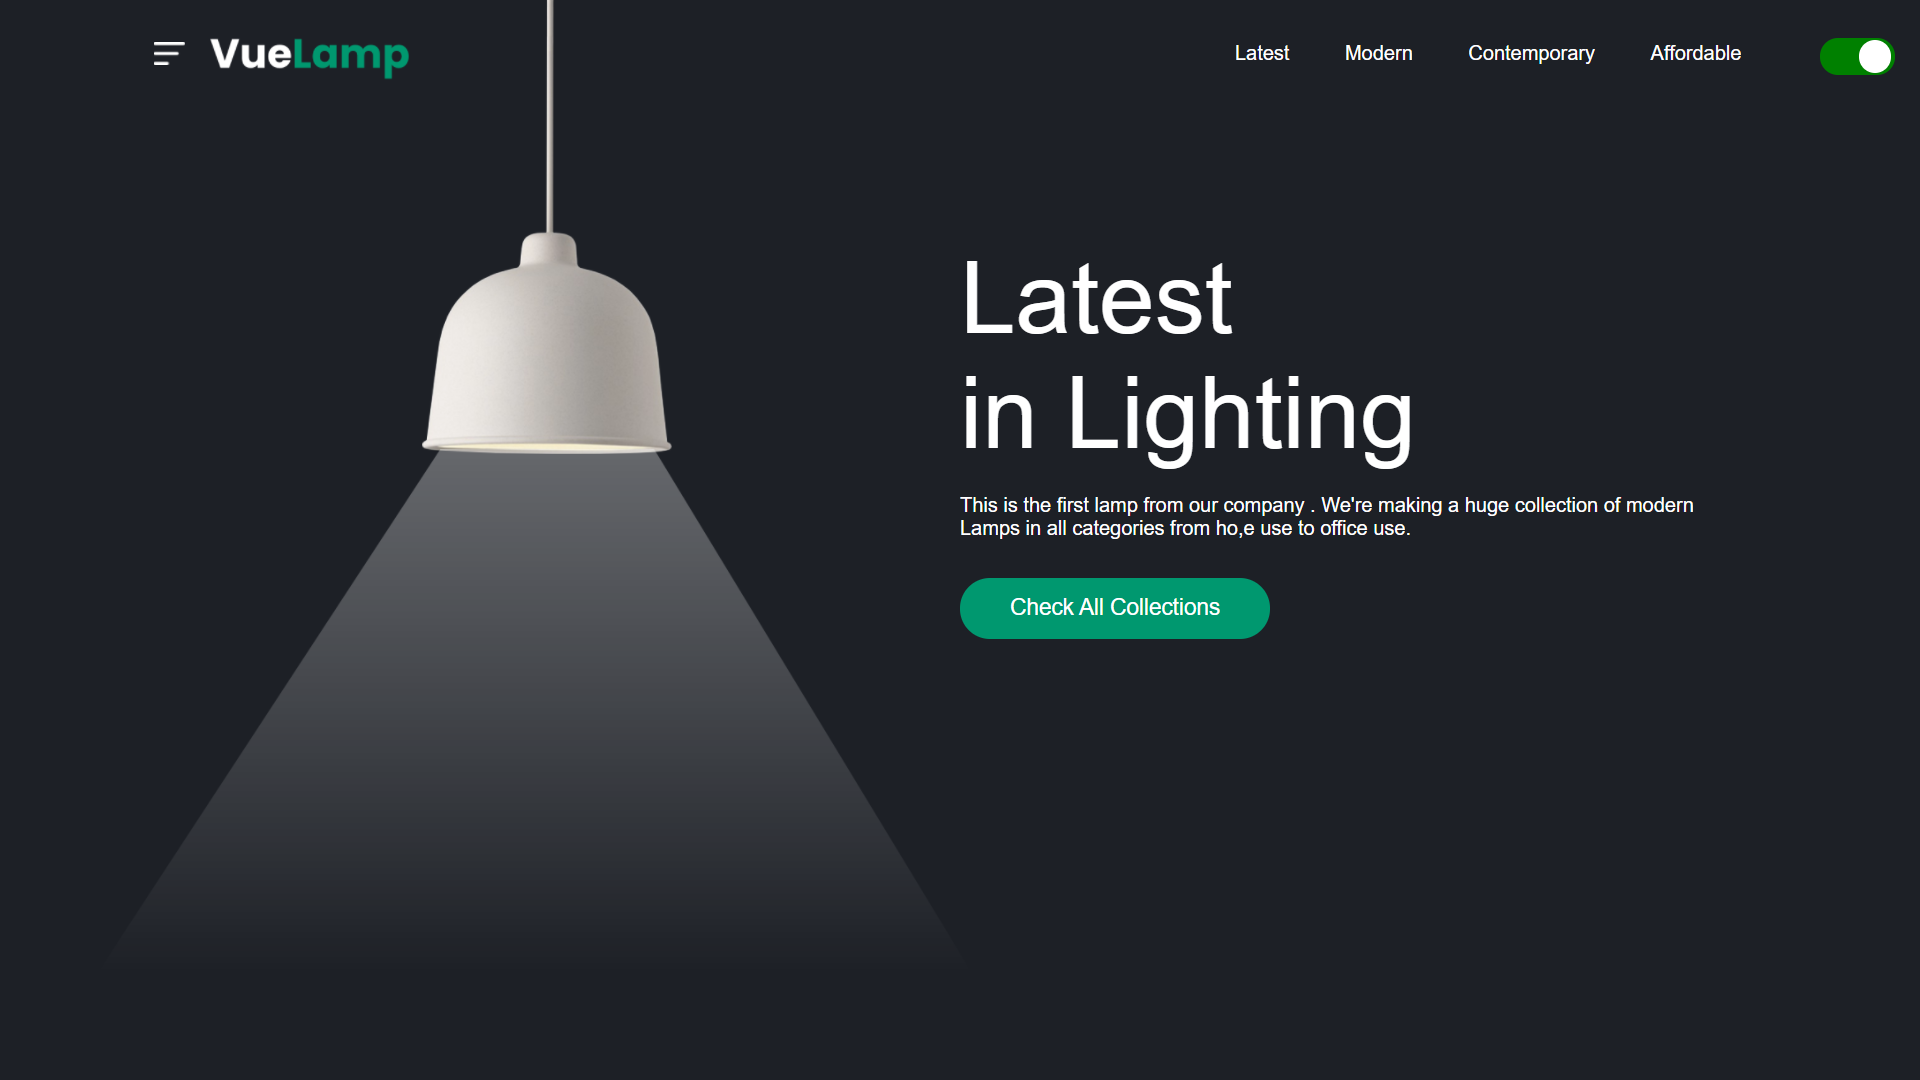 VueLamp
Latest
Modern
Contemporary
Affordable
Latest
in Lighting
This is the first lamp from our company . We're making a huge collection of modern
Lamps in all categories from ho,e use to office use.
Check All Collections